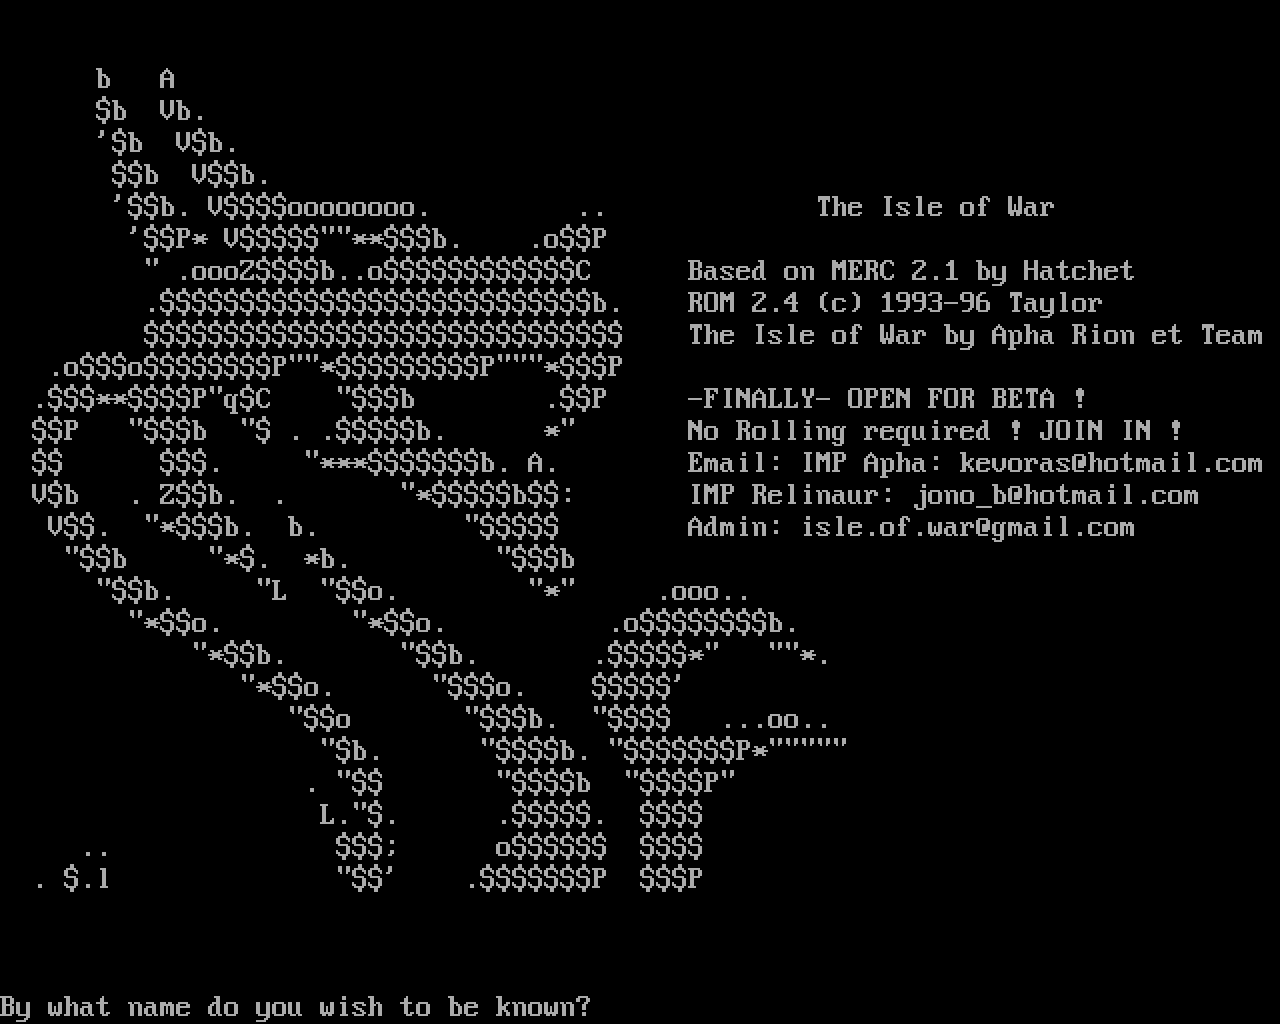 The Isle of War
Based on MERC 2.1 by Hatchet
ROM 2.4 (c) 1993-96 Taylor
The Isle of War by Apha Rion et Team
-FINALLY- OPEN FOR BETA !
No Rolling required ! JOIN IN !
Email: IMP Apha: kevoras@hotmail.com
IMP Relinaur: jono_b@hotmail.com
Admin: isle.of.war@gmail.com
By what name do you wish to be known?